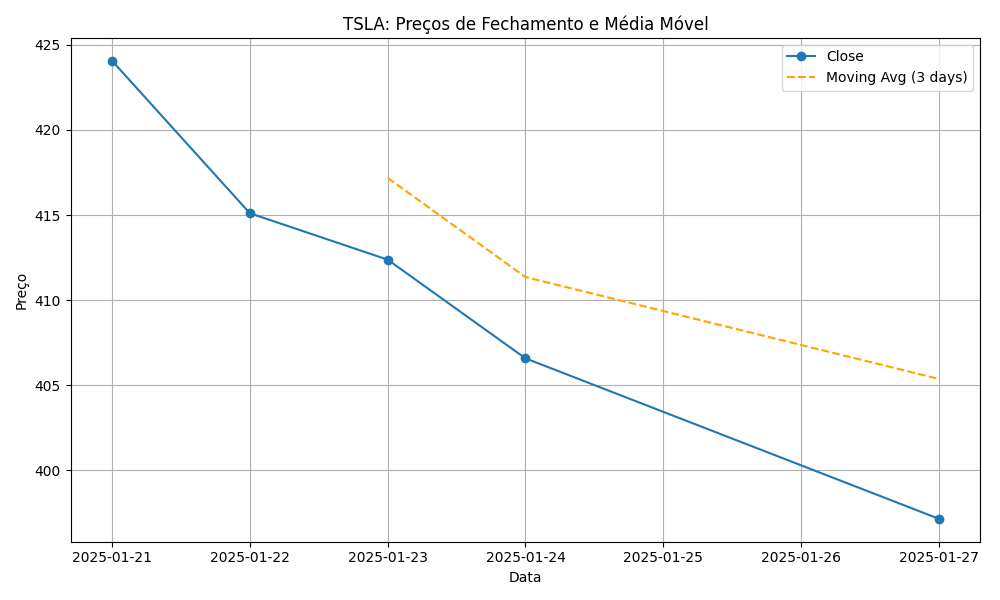 TSLA: Preços de Fechamento e Média Móvel
Close
Moving Avg (3 days)
Preço
425
420
415
410
405
400
2025-01-21
2025-01-22
2025-01-23
2025-01-24
2025-01-25
2025-01-26
2025-01-27
Data